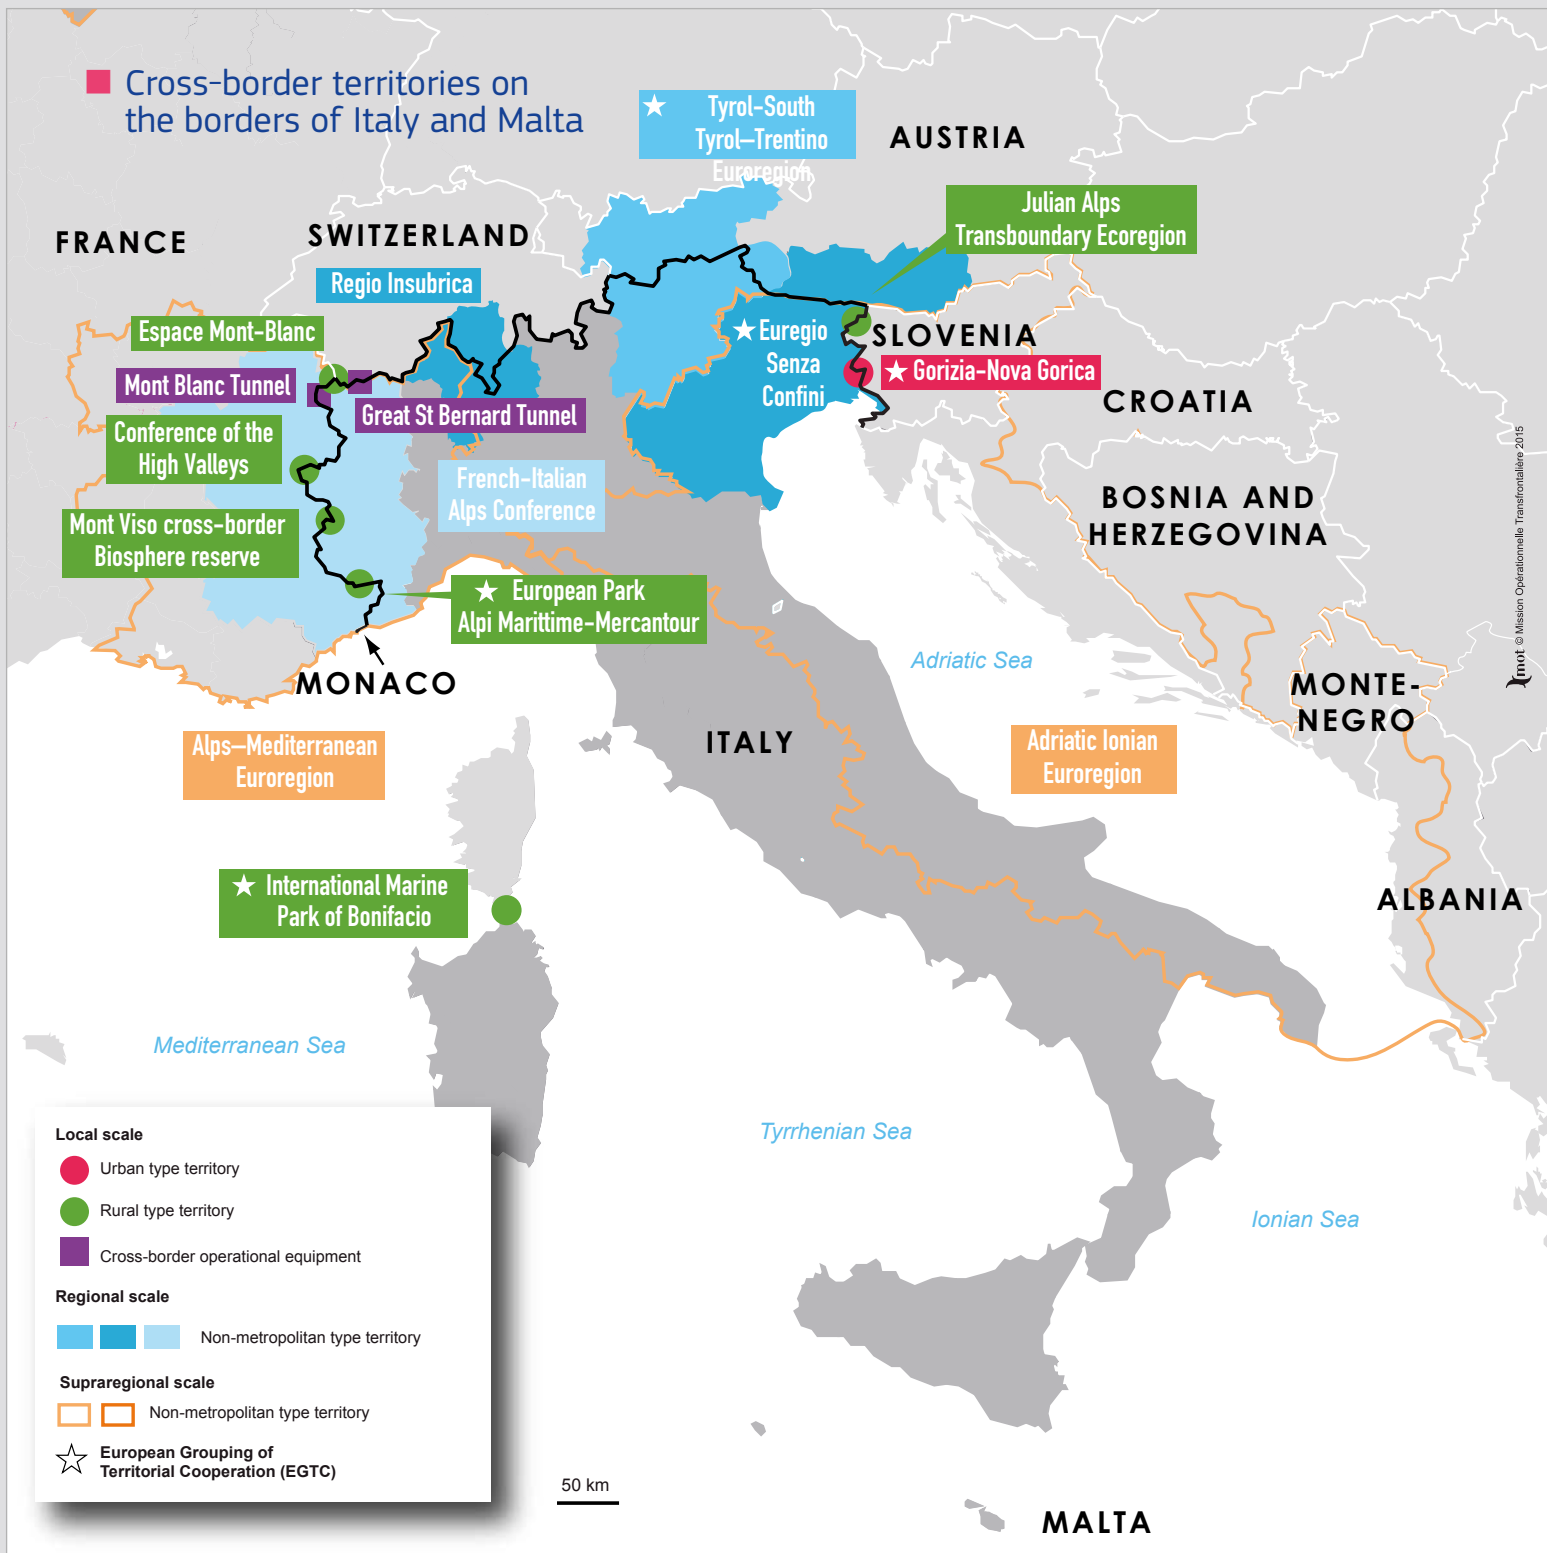 Cross-border territories on
the borders of Italy and Malta
Tyrol-South
Tyrol–Trentino
Euroregion
AUSTRIA
Julian Alps
Transboundary Ecoregion
FRANCE
SWITZERLAND
Regio Insubrica
Espace Mont-Blanc
Euregio
Senza
Confini
SLOVENIA
Mont Blanc Tunnel
Gorizia-Nova Gorica
Great St Bernard Tunnel
CROATIA
Conference of the
High Valleys
French-Italian
Alps Conference
BOSNIA AND
HERZEGOVINA
Mont Viso cross-border
Biosphere reserve
European Park
Alpi Marittime-Mercantour
mot © Mission Opérationnelle Transfrontalière 2015
Adriatic Sea
MONACO
MONTE-
NEGRO
Alps–Mediterranean
Euroregion
ITALY
Adriatic Ionian
Euroregion
International Marine
Park of Bonifacio
ALBANIA
Mediterranean Sea
Tyrrhenian Sea
Ionian Sea
Local scale
Urban type territory
Rural type territory
Cross-border operational equipment
Regional scale
Non-metropolitan type territory
Supraregional scale
Non-metropolitan type territory
European Grouping of
Territorial Cooperation (EGTC)
50 km
MALTA